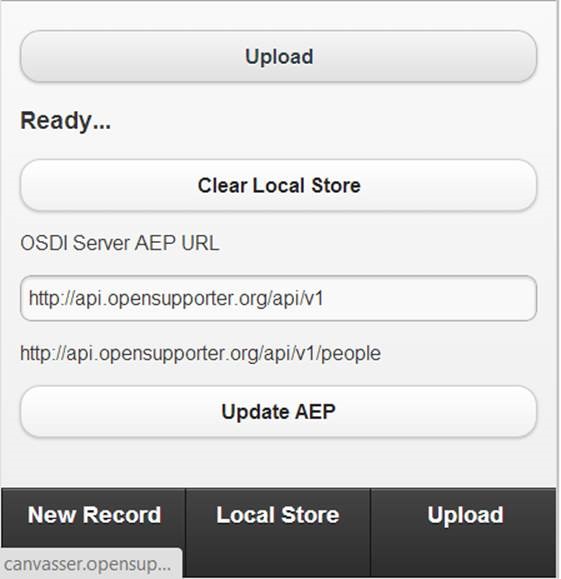 Upload
Ready...
Clear Local Store
OSDI Server AEP URL
http://api.opensupporter.org/api/v1
http://api.opensupporter.org/api/v1/people
Update AEP
New Record Local Store Upload
canvasser.opensup...